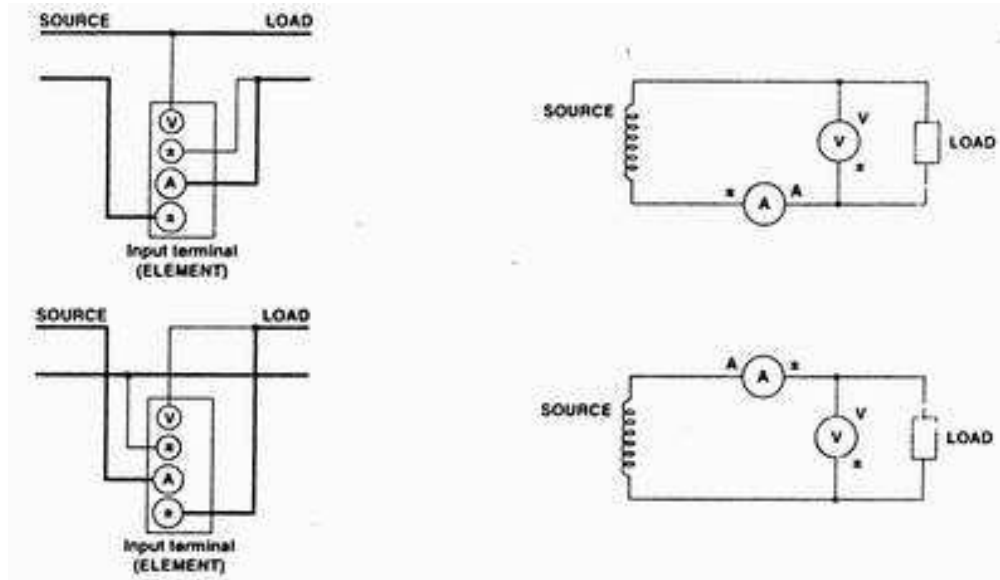 SOURCE LOAD
V
±
A
±
Input terminal
(ELEMENT)
SOURCE
V
V
±
LOAD
± A A
SOURCE LOAD
V
±
A
±
Input terminal
(ELEMENT)
A A ±
SOURCE
V
V
±
LOAD